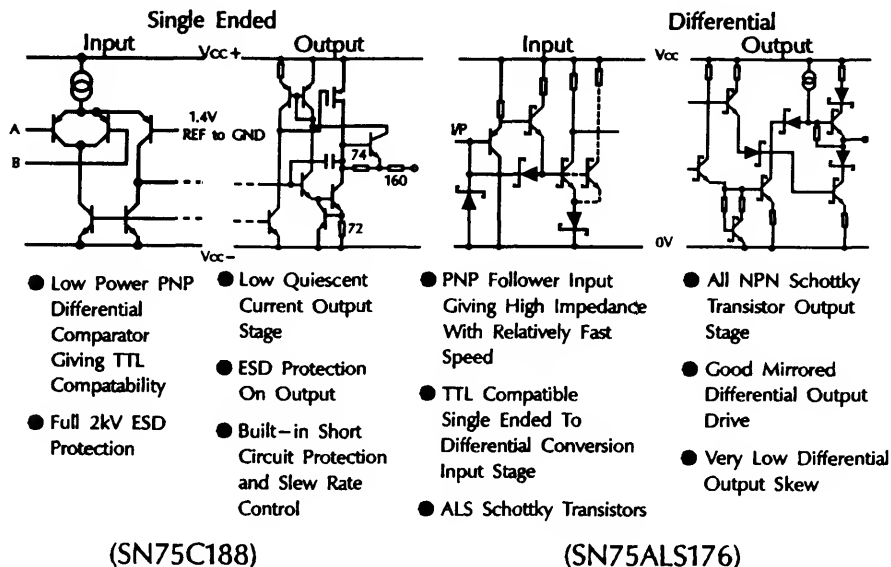 Single Ended
Differential
Input
Output
Input
Output
Vcc+
Vcc
A
B
1.4V
REF to GND
74
160
72
Vcc-
I/P
0V
● Low Power PNP
Differential
Comparator
Giving TTL
Compatability
● Full 2kV ESD
Protection
● Low Quiescent
Current Output
Stage
● ESD Protection
On Output
● Built-in Short
Circuit Protection
and Slew Rate
Control
● PNP Follower Input
Giving High Impedance
With Relatively Fast
Speed
● TTL Compatible
Single Ended To
Differential Conversion
Input Stage
● ALS Schottky Transistors
● All NPN Schottky
Transistor Output
Stage
● Good Mirrored
Differential Output
Drive
● Very Low Differential
Output Skew
(SN75C188)
(SN75ALS176)